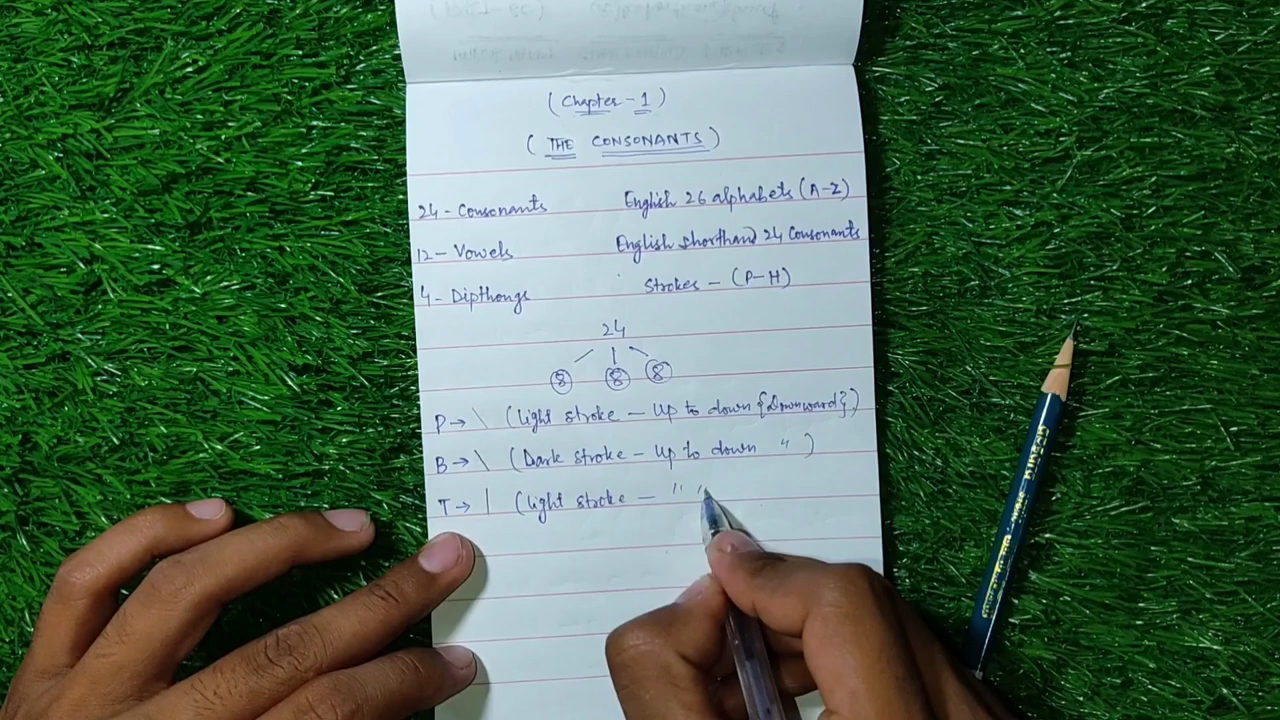 (Chapter - 1)
(THE CONSONANTS)
24 - Consonants English 26 alphabets (A-Z)
12 - Vowels English shorthand 24 Consonants
4 - Dipthongs Strokes - (P-H)
24
8 8 8
P → \ (light stroke - Up to down {Downward})
B → \ (Dark stroke - Up to down " )
T → | (light stroke - " "